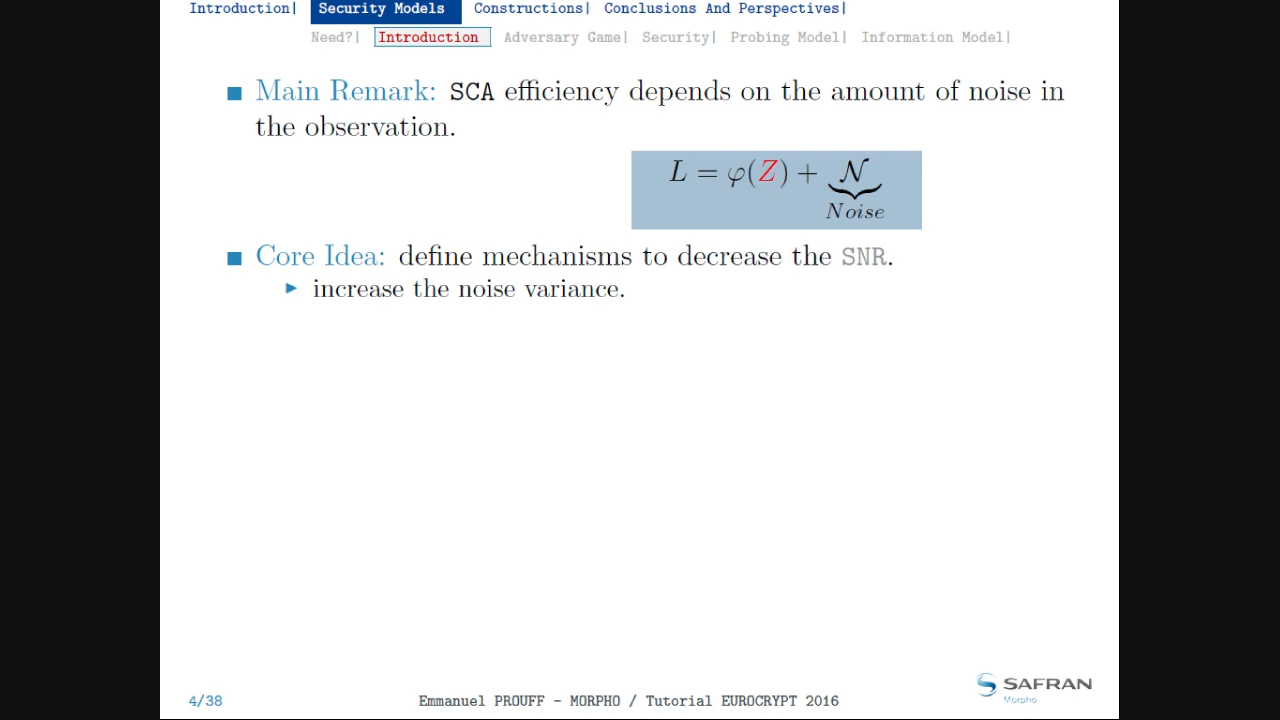 Introduction| Security Models Constructions| Conclusions And Perspectives|
Need?| Introduction Adversary Game| Security| Probing Model| Information Model|
Main Remark: SCA efficiency depends on the amount of noise in
the observation.
L = φ(Z) + 𝒩
Noise
Core Idea: define mechanisms to decrease the SNR.
increase the noise variance.
4/38 Emmanuel PROUFF - MORPHO / Tutorial EUROCRYPT 2016
SAFRAN
Morpho